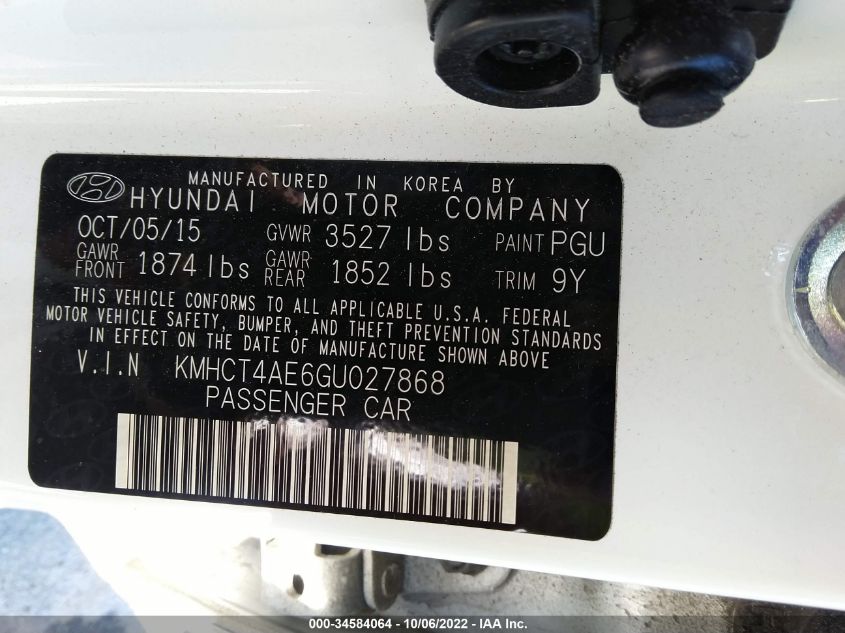 MANUFACTURED IN KOREA BY
HYUNDAI MOTOR COMPANY
OCT/05/15 GVWR 3527 lbs PAINT PGU
GAWR FRONT 1874 lbs GAWR REAR 1852 lbs TRIM 9Y
THIS VEHICLE CONFORMS TO ALL APPLICABLE U.S.A. FEDERAL
MOTOR VEHICLE SAFETY, BUMPER, AND THEFT PREVENTION STANDARDS
IN EFFECT ON THE DATE OF MANUFACTURE SHOWN ABOVE
V.I.N KMHCT4AE6GU027868
PASSENGER CAR
000-34584064 - 10/06/2022 - IAA Inc.